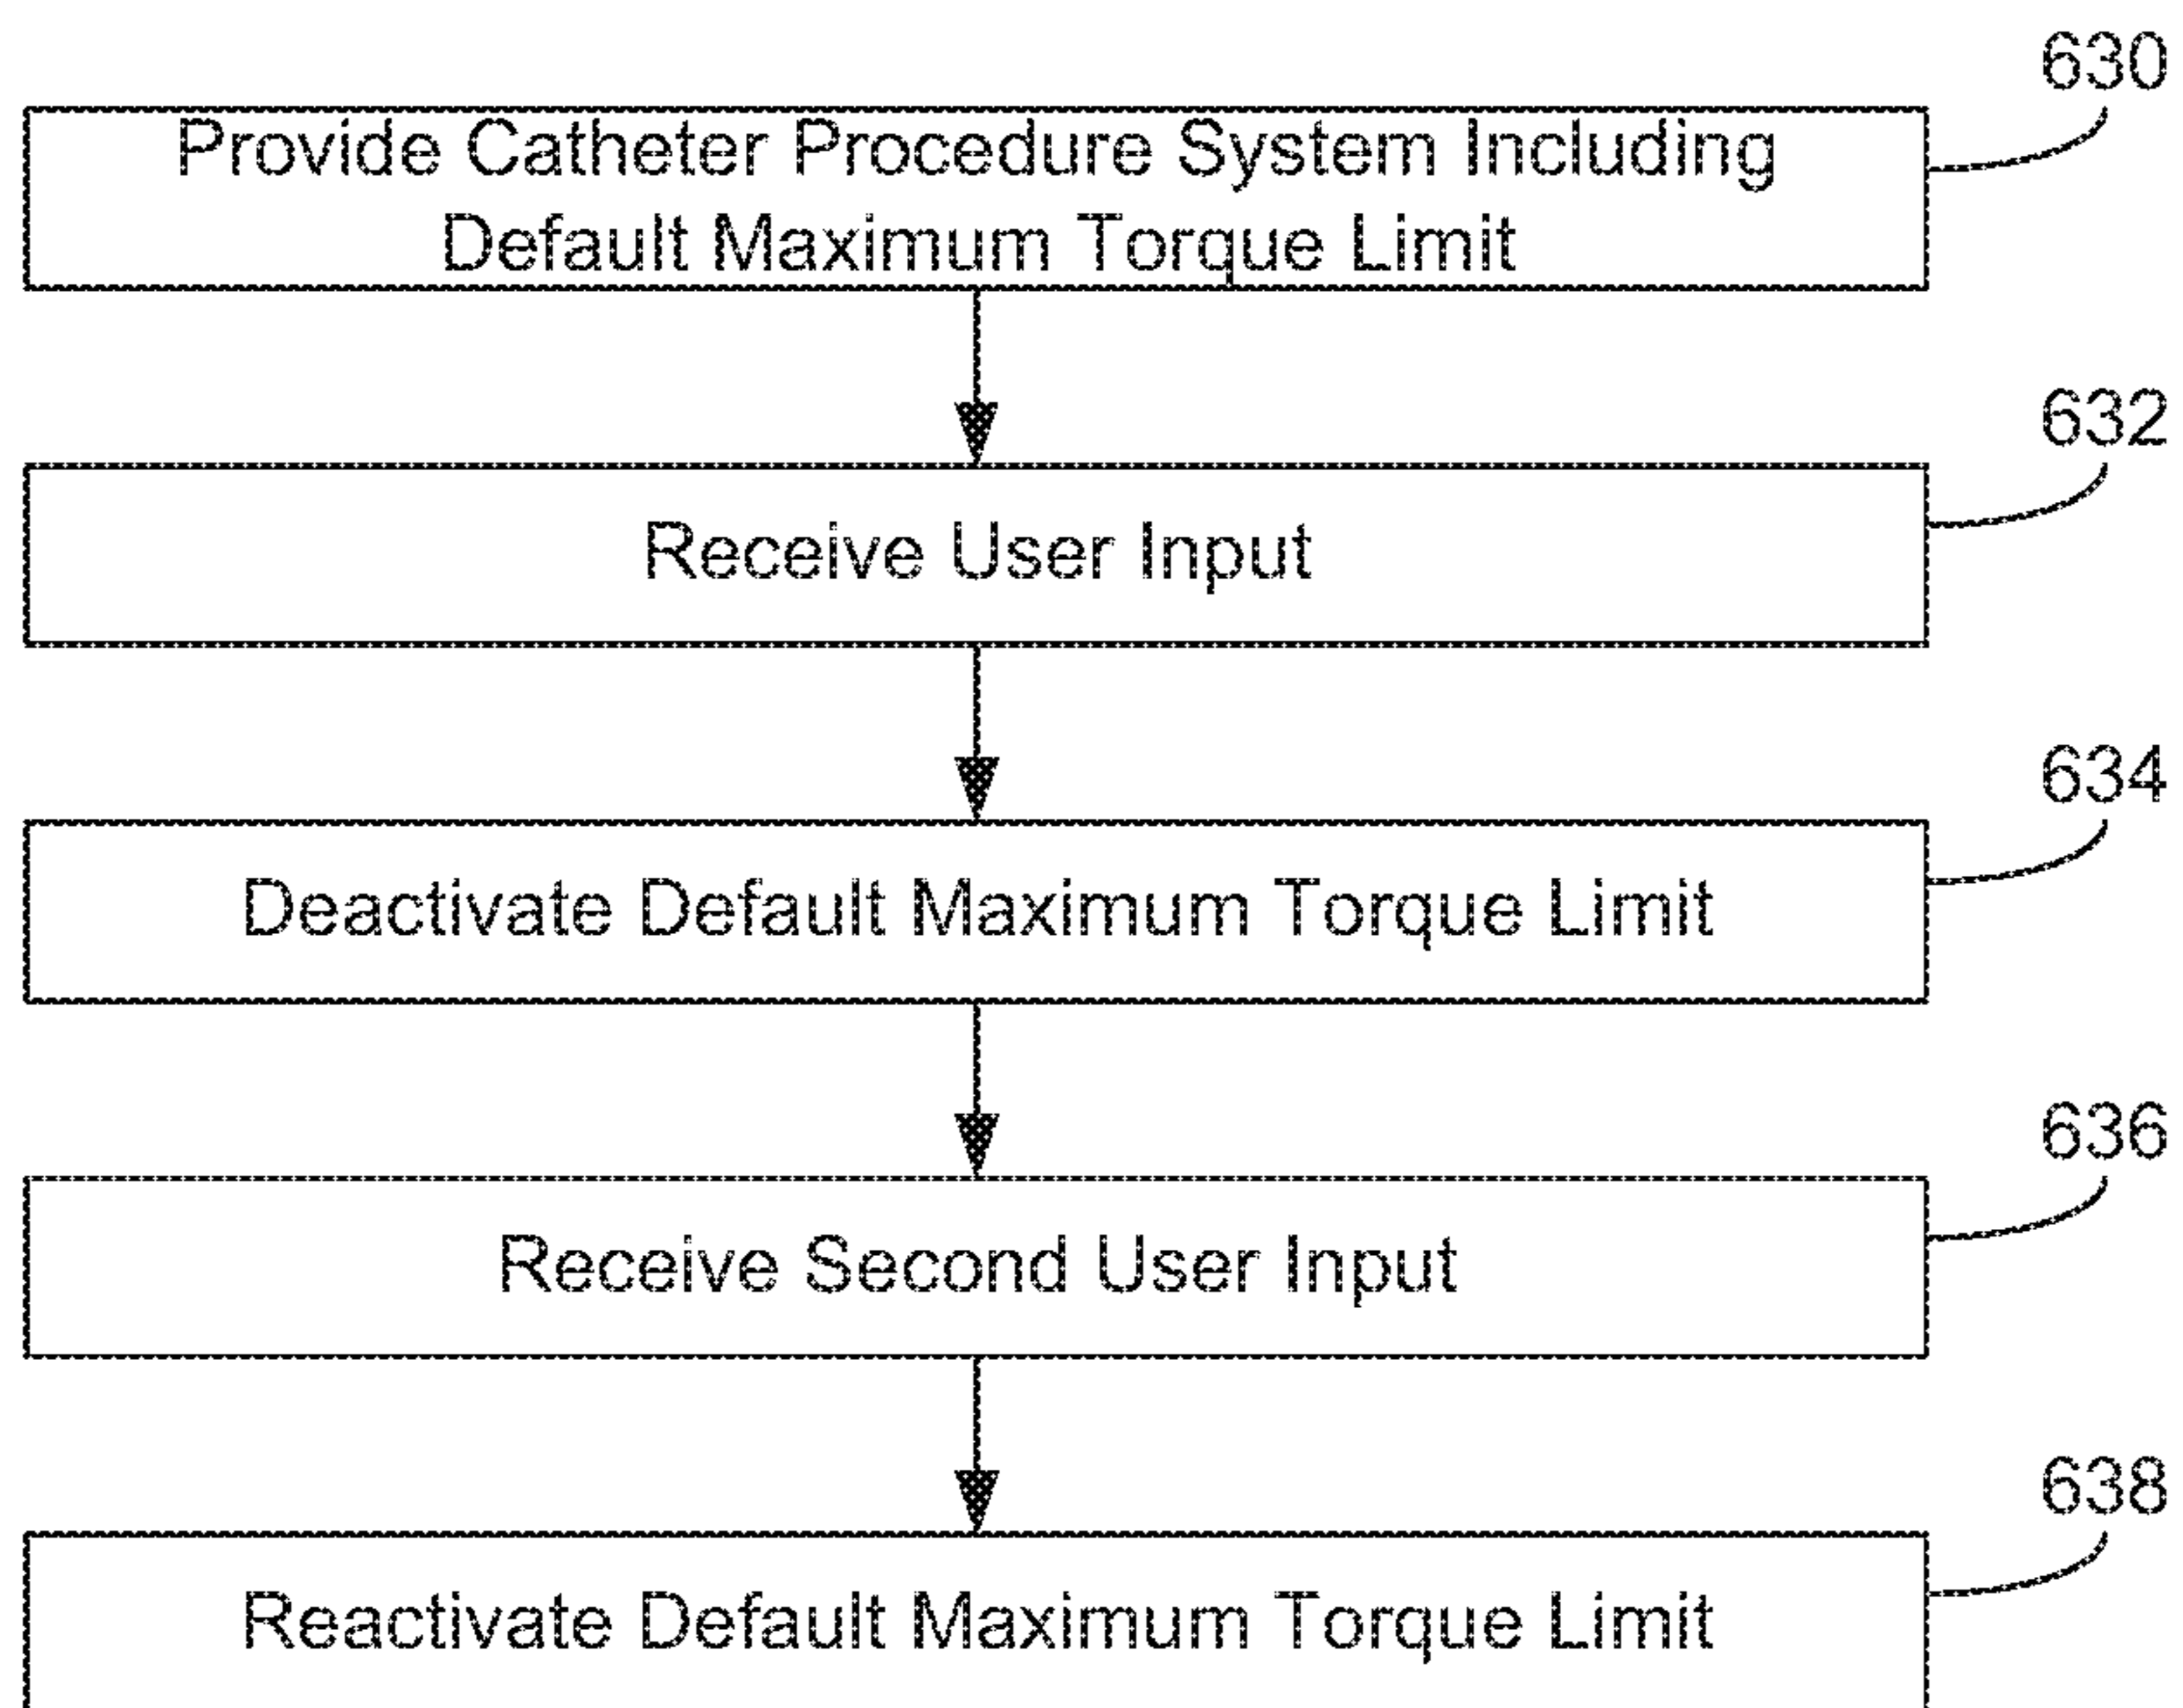 630
Provide Catheter Procedure System Including
Default Maximum Torque Limit
632
Receive User Input
634
Deactivate Default Maximum Torque Limit
636
Receive Second User Input
638
Reactivate Default Maximum Torque Limit